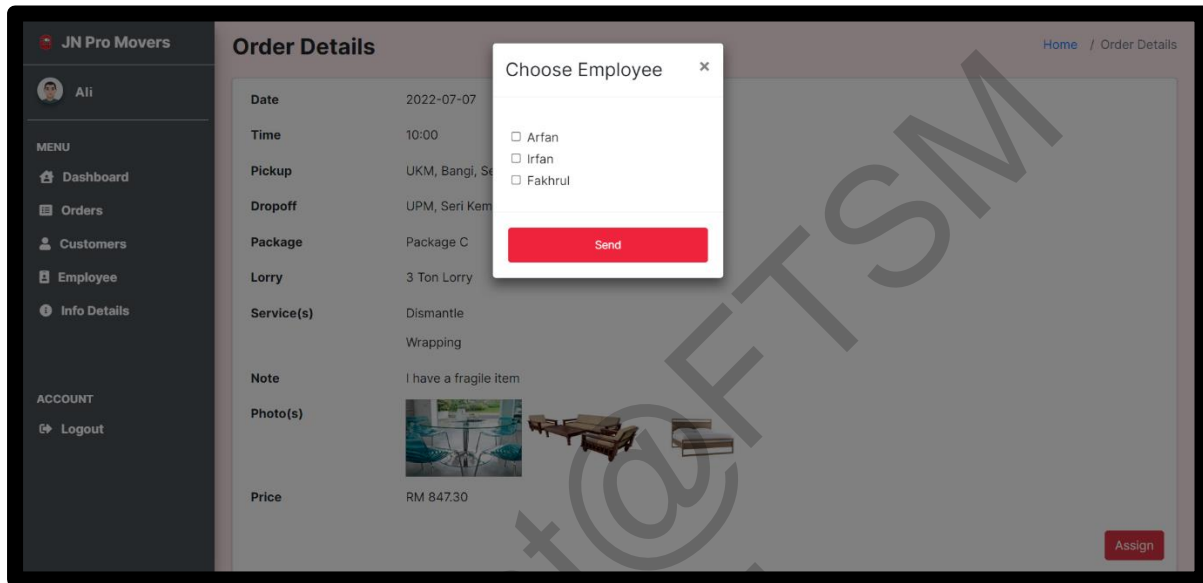 JN Pro Movers
Ali
MENU
Dashboard
Orders
Customers
Employee
Info Details
ACCOUNT
Logout
Order Details
Home / Order Details
Choose Employee ×
Arfan
Irfan
Fakhrul
Send
Date 2022-07-07
Time 10:00
Pickup UKM, Bangi, Se
Dropoff UPM, Seri Kem
Package Package C
Lorry 3 Ton Lorry
Service(s) Dismantle
Wrapping
Note I have a fragile item
Photo(s)
Price RM 847.30
Assign
t@FTSM